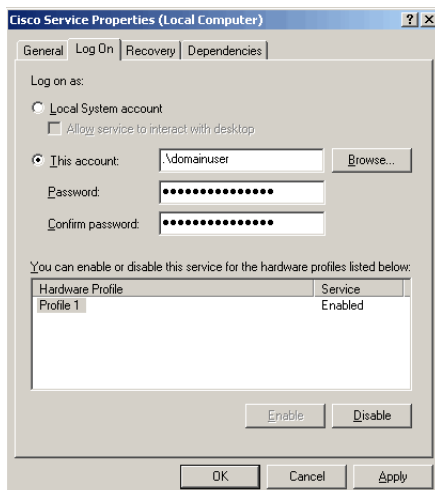 Cisco Service Properties (Local Computer)
General Log On Recovery Dependencies
Log on as:
Local System account
Allow service to interact with desktop
This account: .\domainuser Browse...
Password: •••••••••••••••
Confirm password: •••••••••••••••
You can enable or disable this service for the hardware profiles listed below:
Hardware Profile Service
Profile 1 Enabled
Enable Disable
OK Cancel Apply